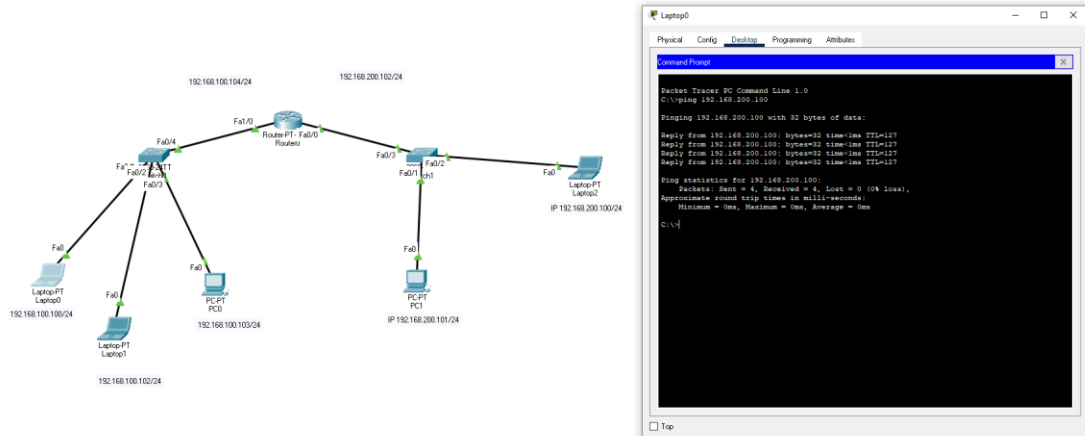 192.168.100.104/24
192.168.200.102/24
Fa1/0
Router-PT-
Fa0/0
Router0
Fa0/4
Fa0/2
Fa0/3
Fa0/3
Fa0/2
Fa0/1
Fa0
Laptop-PT
Laptop2
IP 192.168.200.100/24
Fa0
Laptop-PT
Laptop0
192.168.100.100/24
Fa0
Laptop-PT
Laptop1
192.168.100.102/24
Fa0
PC-PT
PC0
192.168.100.103/24
Fa0
PC-PT
PC1
IP 192.168.200.101/24
Laptop0
Physical Config Desktop Programming Attributes
Command Prompt
X
Packet Tracer PC Command Line 1.0
C:\>ping 192.168.200.100
Pinging 192.168.200.100 with 32 bytes of data:
Reply from 192.168.200.100: bytes=32 time<1ms TTL=127
Reply from 192.168.200.100: bytes=32 time<1ms TTL=127
Reply from 192.168.200.100: bytes=32 time<1ms TTL=127
Reply from 192.168.200.100: bytes=32 time<1ms TTL=127
Ping statistics for 192.168.200.100:
Packets: Sent = 4, Received = 4, Lost = 0 (0% loss),
Approximate round trip times in milli-seconds:
Minimum = 0ms, Maximum = 0ms, Average = 0ms
C:\>
Top